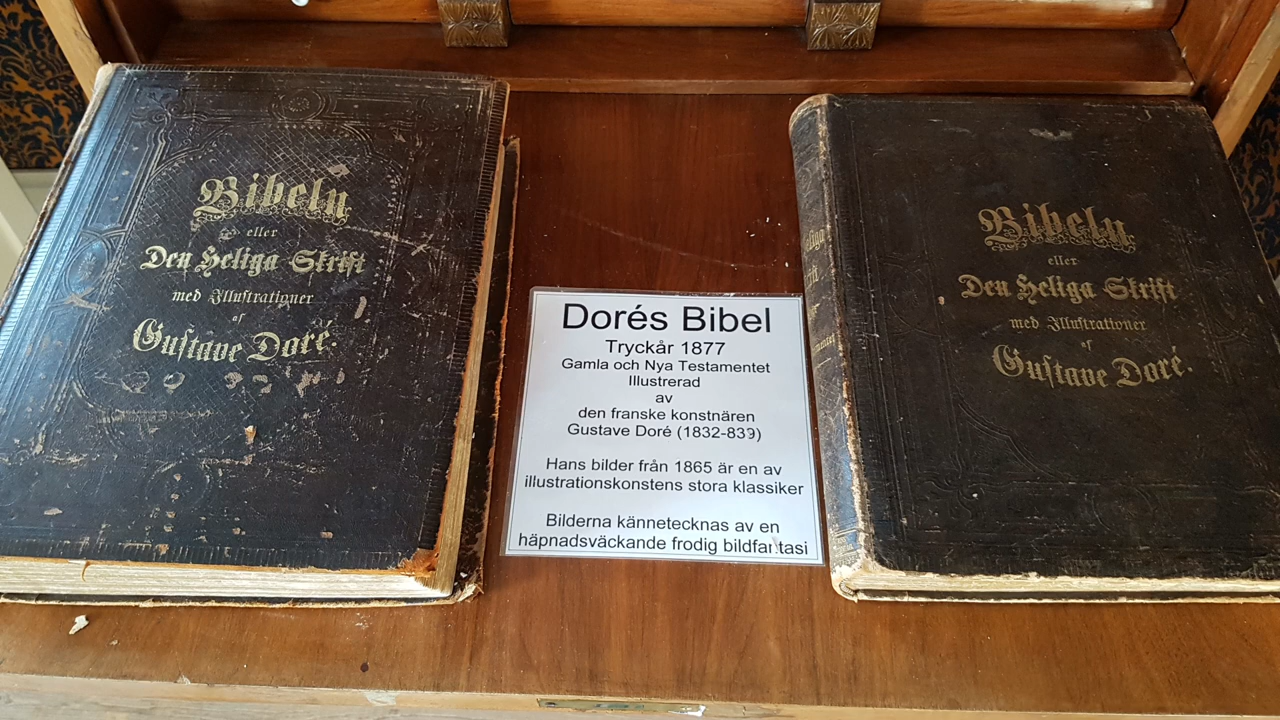 Bibeln
eller
Den Heliga Skrift
med Illustrationer
af
Gustave Doré.
Dorés Bibel
Tryckår 1877
Gamla och Nya Testamentet
Illustrerad
av
den franske konstnären
Gustave Doré (1832-839)
Hans bilder från 1865 är en av
illustrationskonstens stora klassiker
Bilderna kännetecknas av en
häpnadsväckande frodig bildfantasi
Bibeln
eller
Den Heliga Skrift
med Illustrationer
af
Gustave Doré.